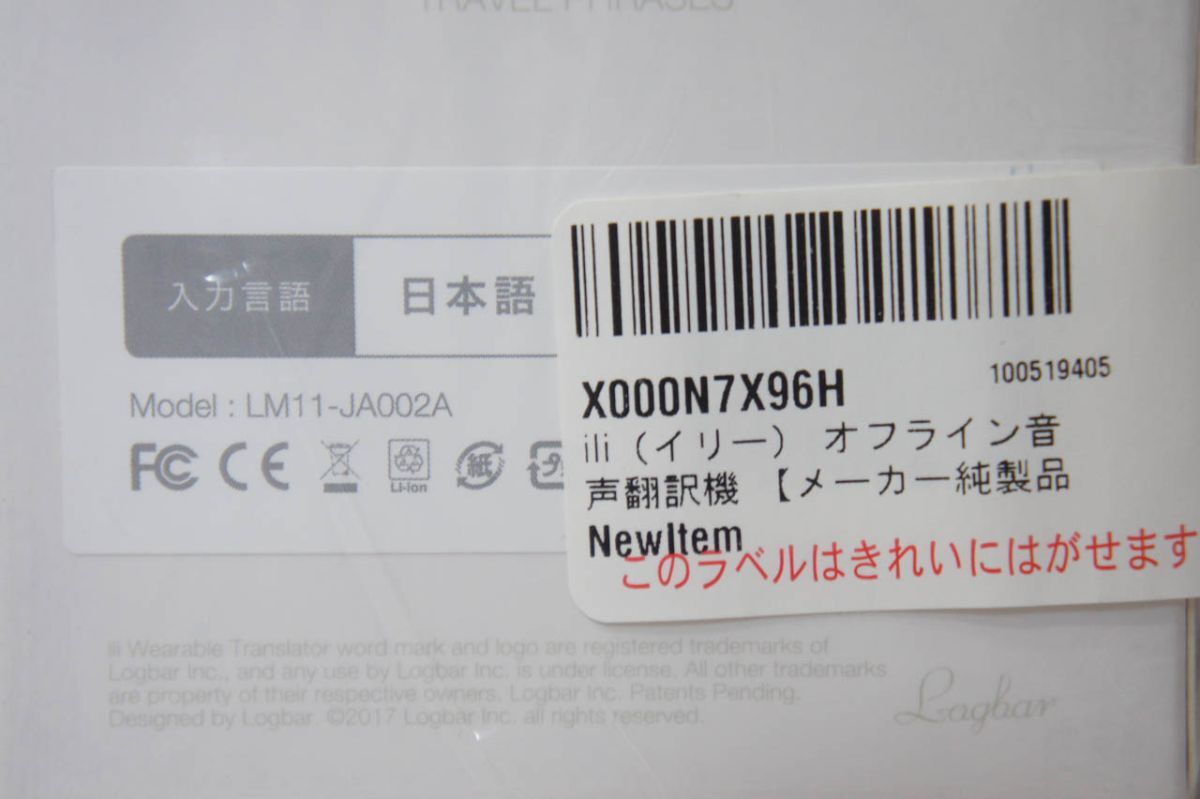 TRAVEL PHRASES
入力言語 日本語
Model : LM11-JA002A
FC CE Li-ion 紙
X000N7X96H 100519405
ili（イリー） オフライン音
声翻訳機 【メーカー純製品
NewItem
このラベルはきれいにはがせます
ili Wearable Translator word mark and logo are registered trademarks of
Logbar Inc., and any use by Logbar Inc. is under license. All other trademarks
are property of their respective owners. Logbar Inc. Patents Pending.
Designed by Logbar. ©2017 Logbar Inc. all rights reserved.
Logbar